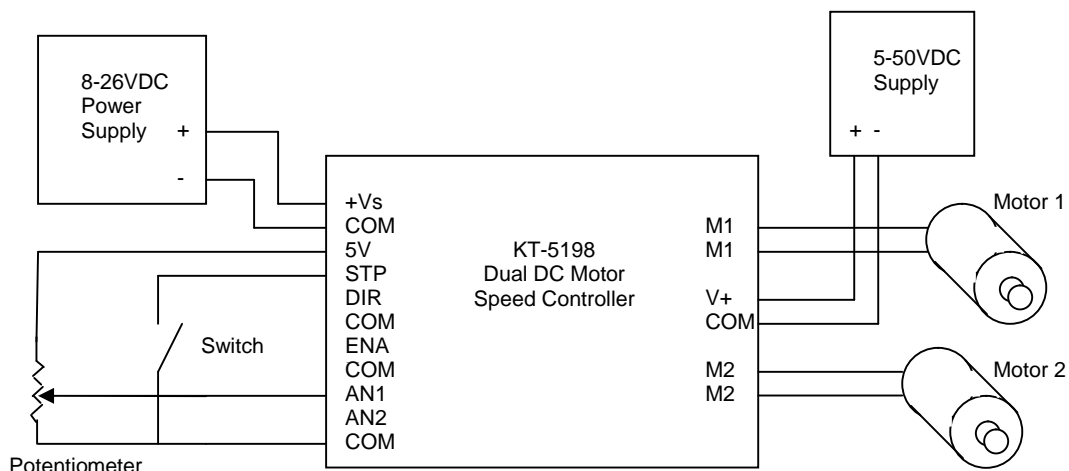 8-26VDC
Power
Supply
+
-
5-50VDC
Supply
+ -
+Vs
COM
5V
STP
DIR
COM
ENA
COM
AN1
AN2
COM
KT-5198
Dual DC Motor
Speed Controller
M1
M1
V+
COM
M2
M2
Motor 1
Motor 2
Switch
Potentiometer